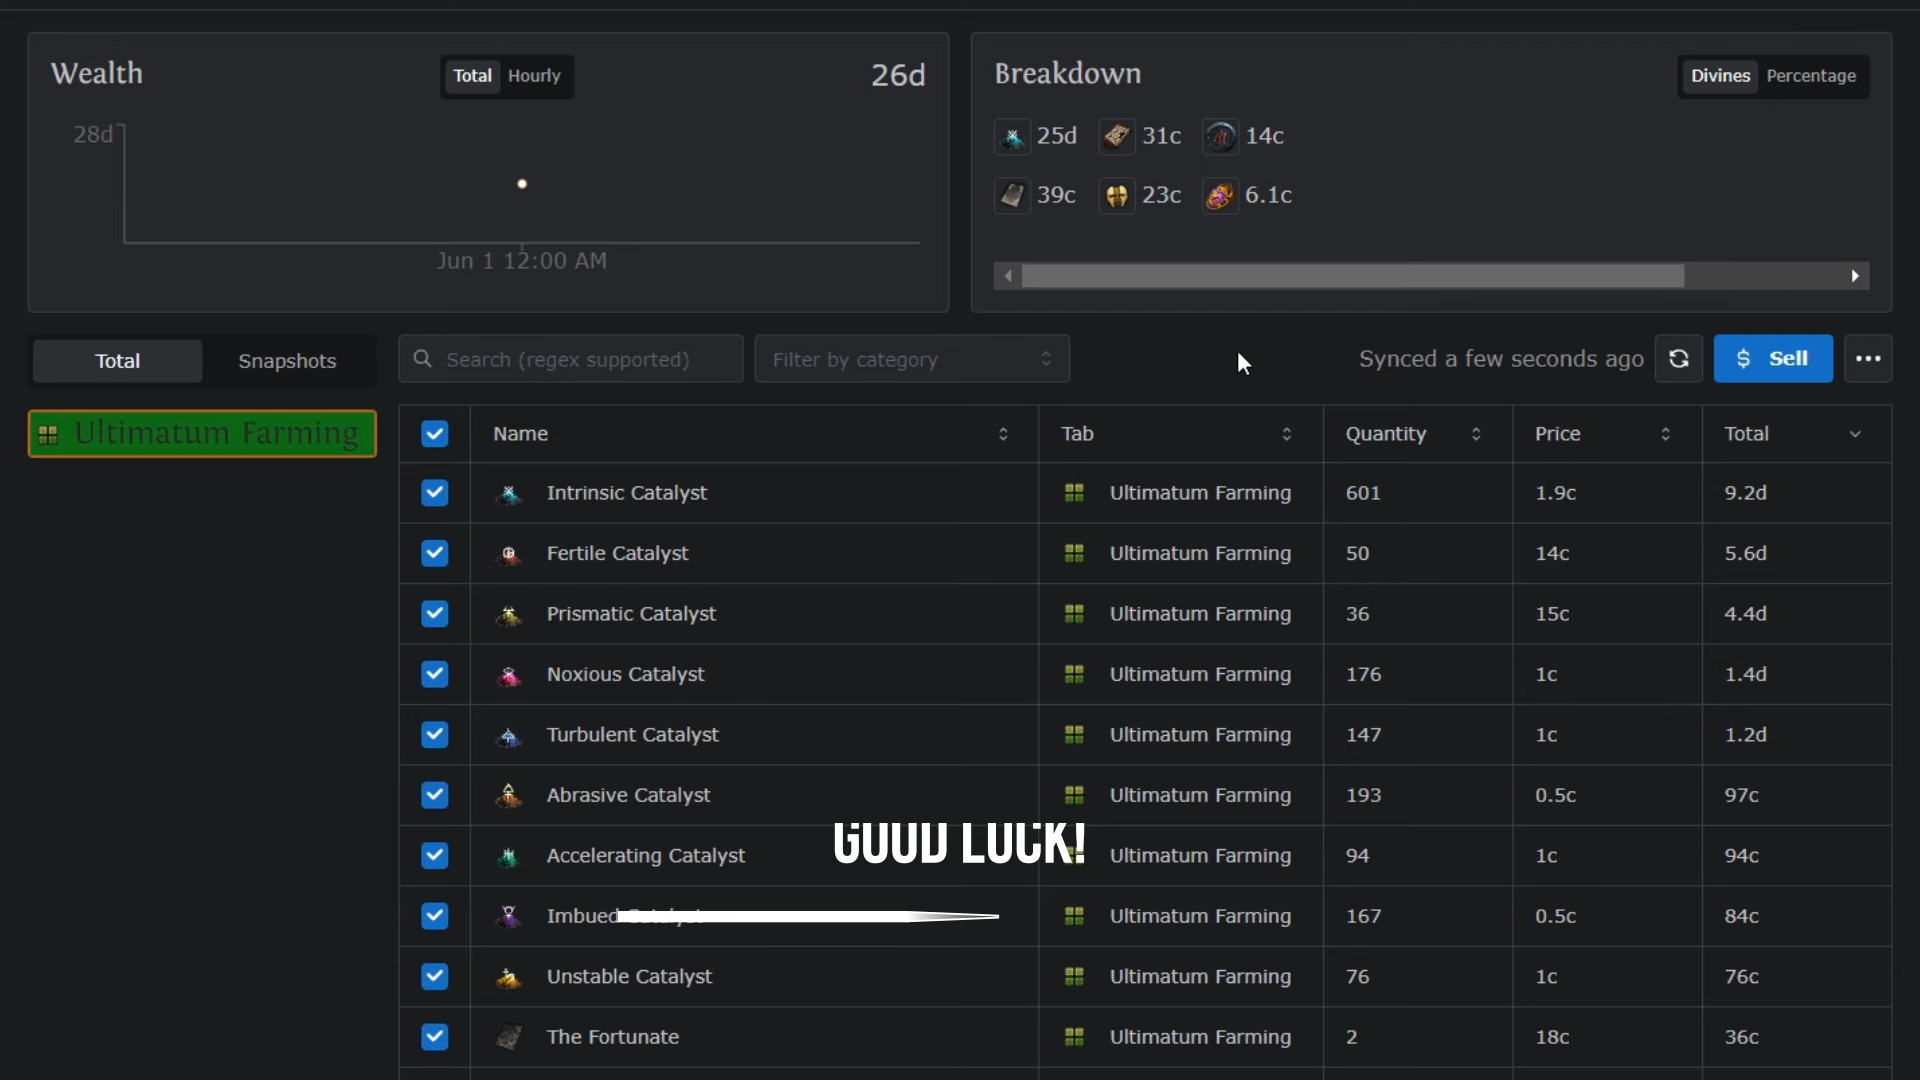 Wealth
Total Hourly
26d
28d
Jun 1 12:00 AM
Breakdown
Divines Percentage
25d 31c 14c
39c 23c 6.1c
Total Snapshots
Search (regex supported)
Filter by category
Synced a few seconds ago
$ Sell
Ultimatum Farming
Name Tab Quantity Price Total
Intrinsic Catalyst Ultimatum Farming 601 1.9c 9.2d
Fertile Catalyst Ultimatum Farming 50 14c 5.6d
Prismatic Catalyst Ultimatum Farming 36 15c 4.4d
Noxious Catalyst Ultimatum Farming 176 1c 1.4d
Turbulent Catalyst Ultimatum Farming 147 1c 1.2d
Abrasive Catalyst Ultimatum Farming 193 0.5c 97c
GOOD LUCK!
Accelerating Catalyst Ultimatum Farming 94 1c 94c
Imbued Catalyst Ultimatum Farming 167 0.5c 84c
Unstable Catalyst Ultimatum Farming 76 1c 76c
The Fortunate Ultimatum Farming 2 18c 36c